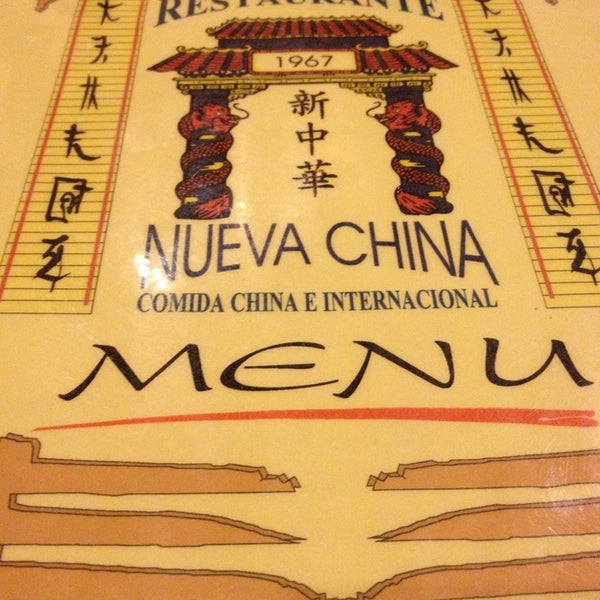 RESTAURANTE
1967
新中華
NUEVA CHINA
COMIDA CHINA E INTERNACIONAL
MENU